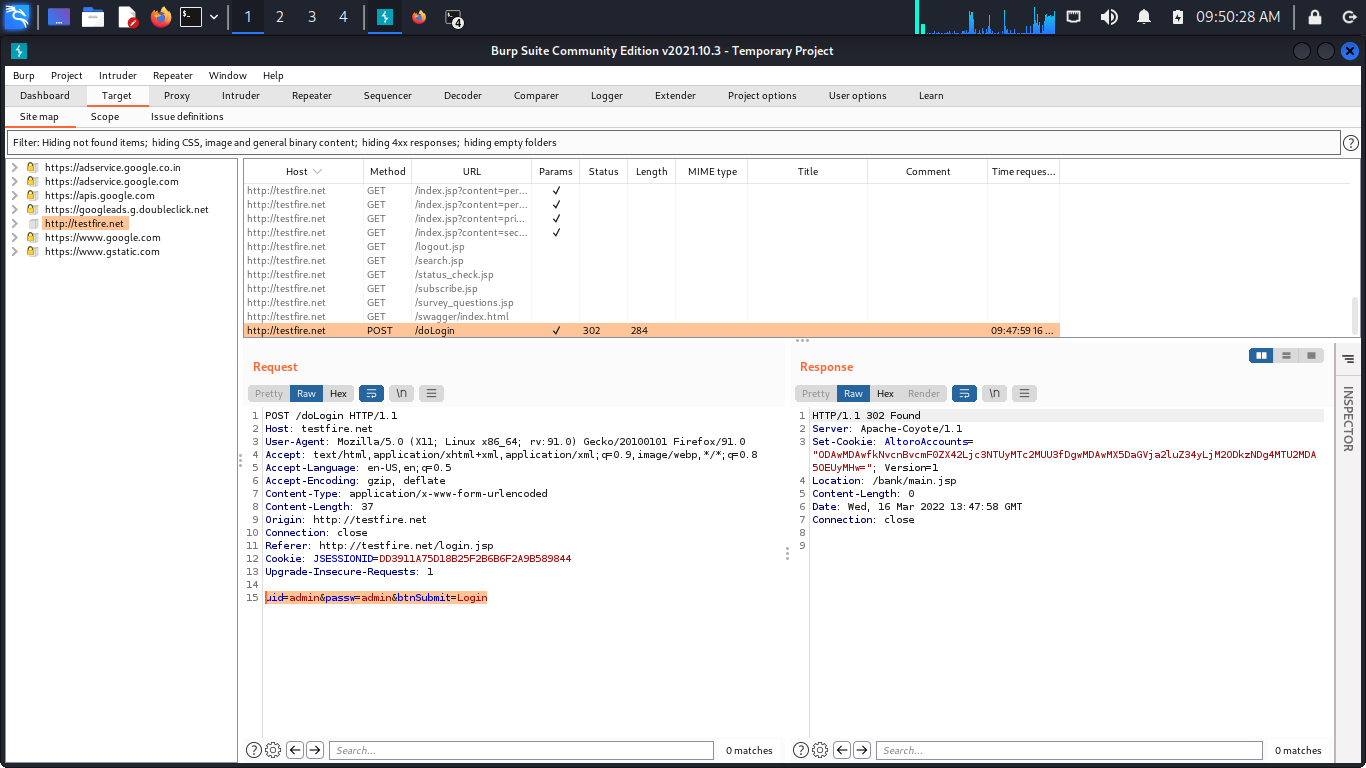 1 2 3 4 4 09:50:28 AM
Burp Suite Community Edition v2021.10.3 - Temporary Project
Burp Project Intruder Repeater Window Help
Dashboard Target Proxy Intruder Repeater Sequencer Decoder Comparer Logger Extender Project options User options Learn
Site map Scope Issue definitions
Filter: Hiding not found items; hiding CSS, image and general binary content; hiding 4xx responses; hiding empty folders
https://adservice.google.co.in
https://adservice.google.com
https://apis.google.com
https://googleads.g.doubleclick.net
http://testfire.net
https://www.google.com
https://www.gstatic.com
Host Method URL Params Status Length MIME type Title Comment Time reques...
http://testfire.net GET /index.jsp?content=per... ✓
http://testfire.net GET /index.jsp?content=per... ✓
http://testfire.net GET /index.jsp?content=pri... ✓
http://testfire.net GET /index.jsp?content=sec... ✓
http://testfire.net GET /logout.jsp
http://testfire.net GET /search.jsp
http://testfire.net GET /status_check.jsp
http://testfire.net GET /subscribe.jsp
http://testfire.net GET /survey_questions.jsp
http://testfire.net GET /swagger/index.html
http://testfire.net POST /doLogin ✓ 302 284 09:47:59 16 ...
Request
Pretty Raw Hex \n
1 POST /doLogin HTTP/1.1
2 Host: testfire.net
3 User-Agent: Mozilla/5.0 (X11; Linux x86_64; rv:91.0) Gecko/20100101 Firefox/91.0
4 Accept: text/html,application/xhtml+xml,application/xml;q=0.9,image/webp,*/*;q=0.8
5 Accept-Language: en-US,en;q=0.5
6 Accept-Encoding: gzip, deflate
7 Content-Type: application/x-www-form-urlencoded
8 Content-Length: 37
9 Origin: http://testfire.net
10 Connection: close
11 Referer: http://testfire.net/login.jsp
12 Cookie: JSESSIONID=DD3911A75D18B25F2B6B6F2A9B589844
13 Upgrade-Insecure-Requests: 1
14
15 uid=admin&passw=admin&btnSubmit=Login
Search... 0 matches
Response
Pretty Raw Hex Render \n
1 HTTP/1.1 302 Found
2 Server: Apache-Coyote/1.1
3 Set-Cookie: AltoroAccounts=
"ODAwMDAwfkNvcnBvcmF0ZX42Ljc3NTUyMTc2MUU3fDgwMDAwMX5DaGVja2luZ34yLjM2ODkzNDg4MTU2MDA
5OEUyMHw="; Version=1
4 Location: /bank/main.jsp
5 Content-Length: 0
6 Date: Wed, 16 Mar 2022 13:47:58 GMT
7 Connection: close
8
9
Search... 0 matches
INSPECTOR